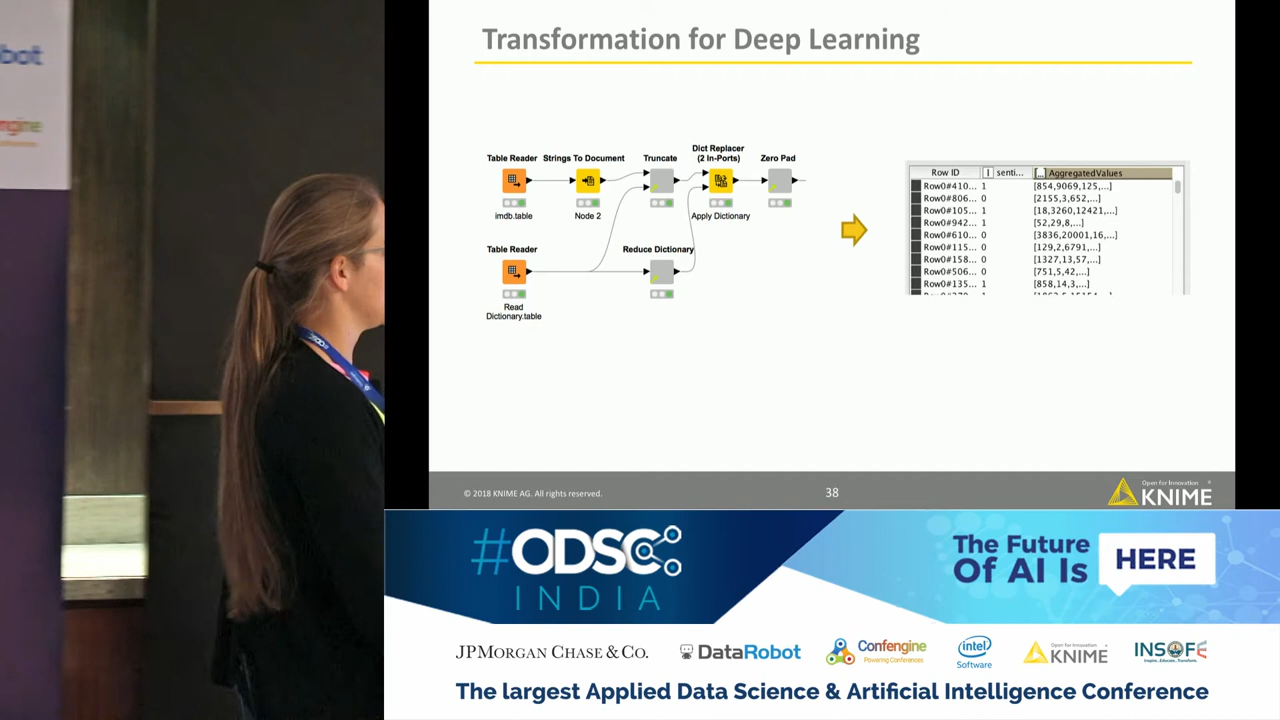 bot
ngine
Transformation for Deep Learning
Table Reader
Strings To Document
Truncate
Dict Replacer
(2 In-Ports)
Zero Pad
imdb.table
Node 2
Apply Dictionary
Table Reader
Reduce Dictionary
Read
Dictionary.table
Row ID I senti... [...] AggregatedValues
Row0#410... 1 [854,9069,125,...]
Row0#806... 0 [2155,3,652,...]
Row0#105... 1 [18,3260,12421,...]
Row0#942... 1 [52,29,8,...]
Row0#610... 0 [3836,20001,16,...]
Row0#115... 0 [129,2,6791,...]
Row0#158... 0 [1327,13,57,...]
Row0#506... 0 [751,5,42,...]
Row0#135... 1 [858,14,3,...]
© 2018 KNIME AG. All rights reserved.
38
Open for Innovation
KNIME
#ODSC
INDIA
The Future
Of AI Is
HERE
JPMORGAN CHASE & CO.
DataRobot
Confengine
Powering Conferences
intel
Software
Open for Innovation
KNIME
INSOFE
Inspire...Educate...Transform.
The largest Applied Data Science & Artificial Intelligence Conference